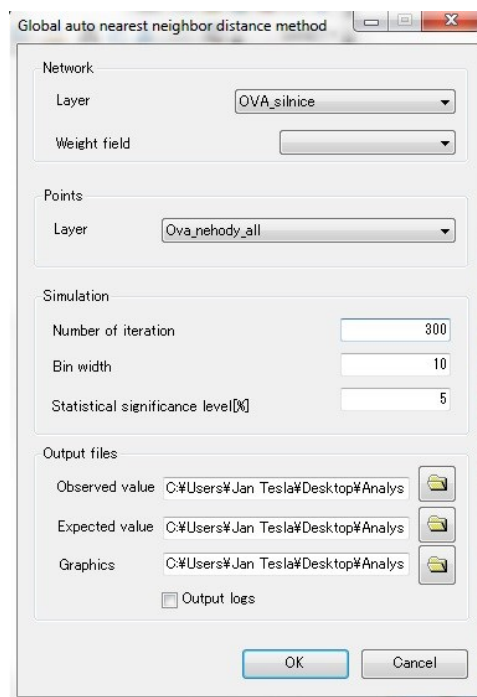 Global auto nearest neighbor distance method
Network
Layer OVA_silnice
Weight field
Points
Layer Ova_nehody_all
Simulation
Number of iteration 300
Bin width 10
Statistical significance level[%] 5
Output files
Observed value C:¥Users¥Jan Tesla¥Desktop¥Analys
Expected value C:¥Users¥Jan Tesla¥Desktop¥Analys
Graphics C:¥Users¥Jan Tesla¥Desktop¥Analys
Output logs
OK Cancel